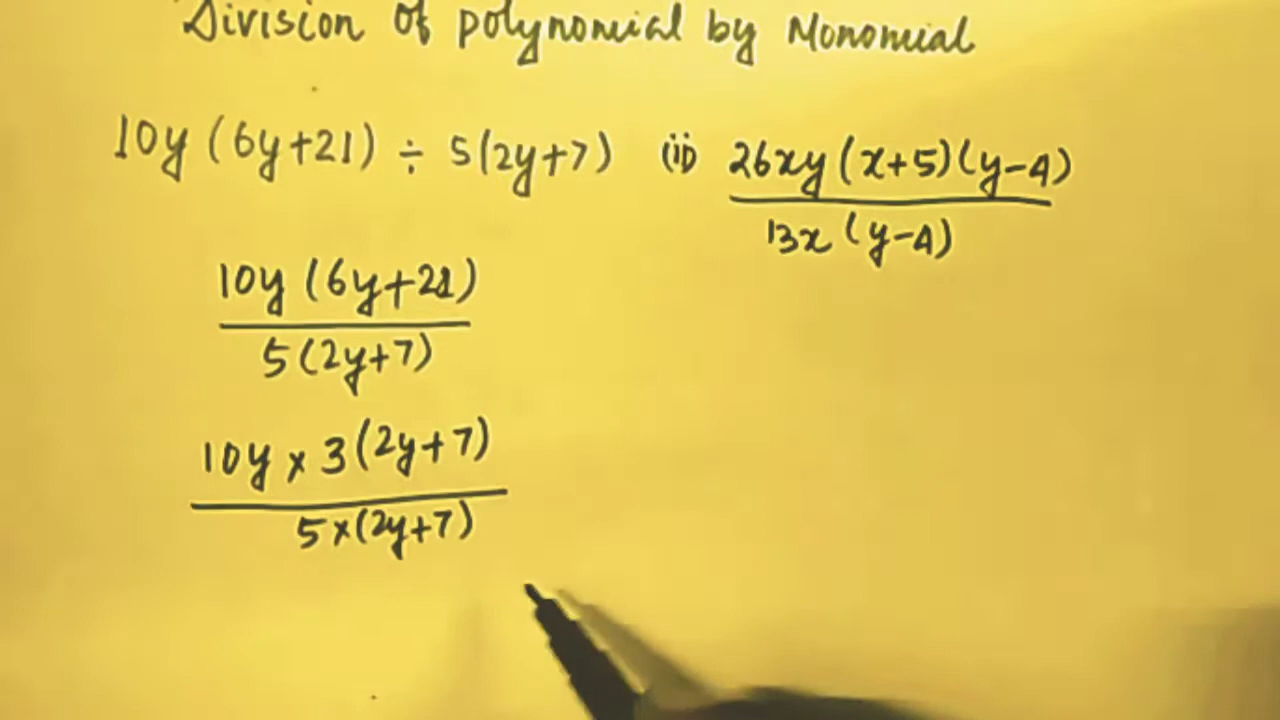 Division of polynomial by Monomial
10y (6y+21) ÷ 5(2y+7) (ii) 26xy (x+5)(y-4)
13x (y-4)
10y (6y+21)
5(2y+7)
10y × 3(2y+7)
5×(2y+7)